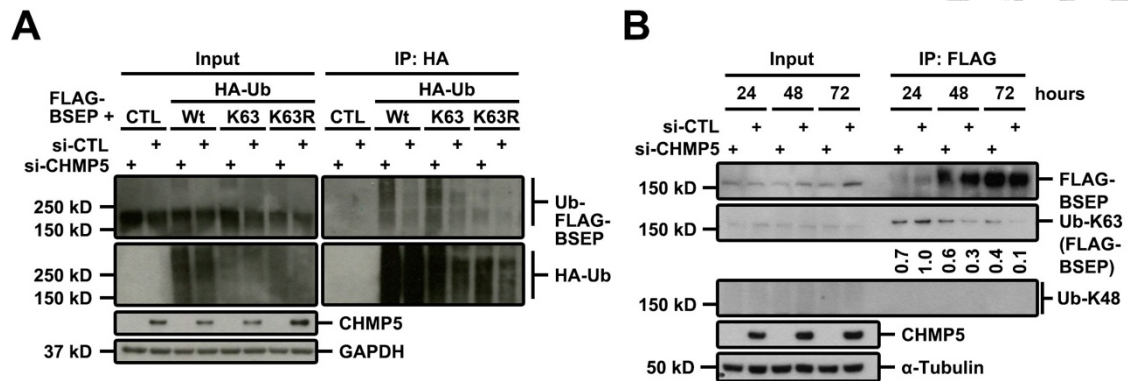 A
Input
IP: HA
FLAG-
BSEP +
HA-Ub
HA-Ub
CTL Wt K63 K63R
CTL Wt K63 K63R
si-CTL + + + + + + + +
si-CHMP5 + + + + + + + +
250 kD
150 kD
Ub-
FLAG-
BSEP
250 kD
150 kD
HA-Ub
CHMP5
37 kD
GAPDH
B
Input
IP: FLAG
24 48 72 24 48 72 hours
si-CTL + + + + + +
si-CHMP5 + + + + + +
150 kD
FLAG-
BSEP
150 kD
Ub-K63
(FLAG-
BSEP)
0.7 1.0 0.6 0.3 0.4 0.1
150 kD
Ub-K48
CHMP5
50 kD
α-Tubulin